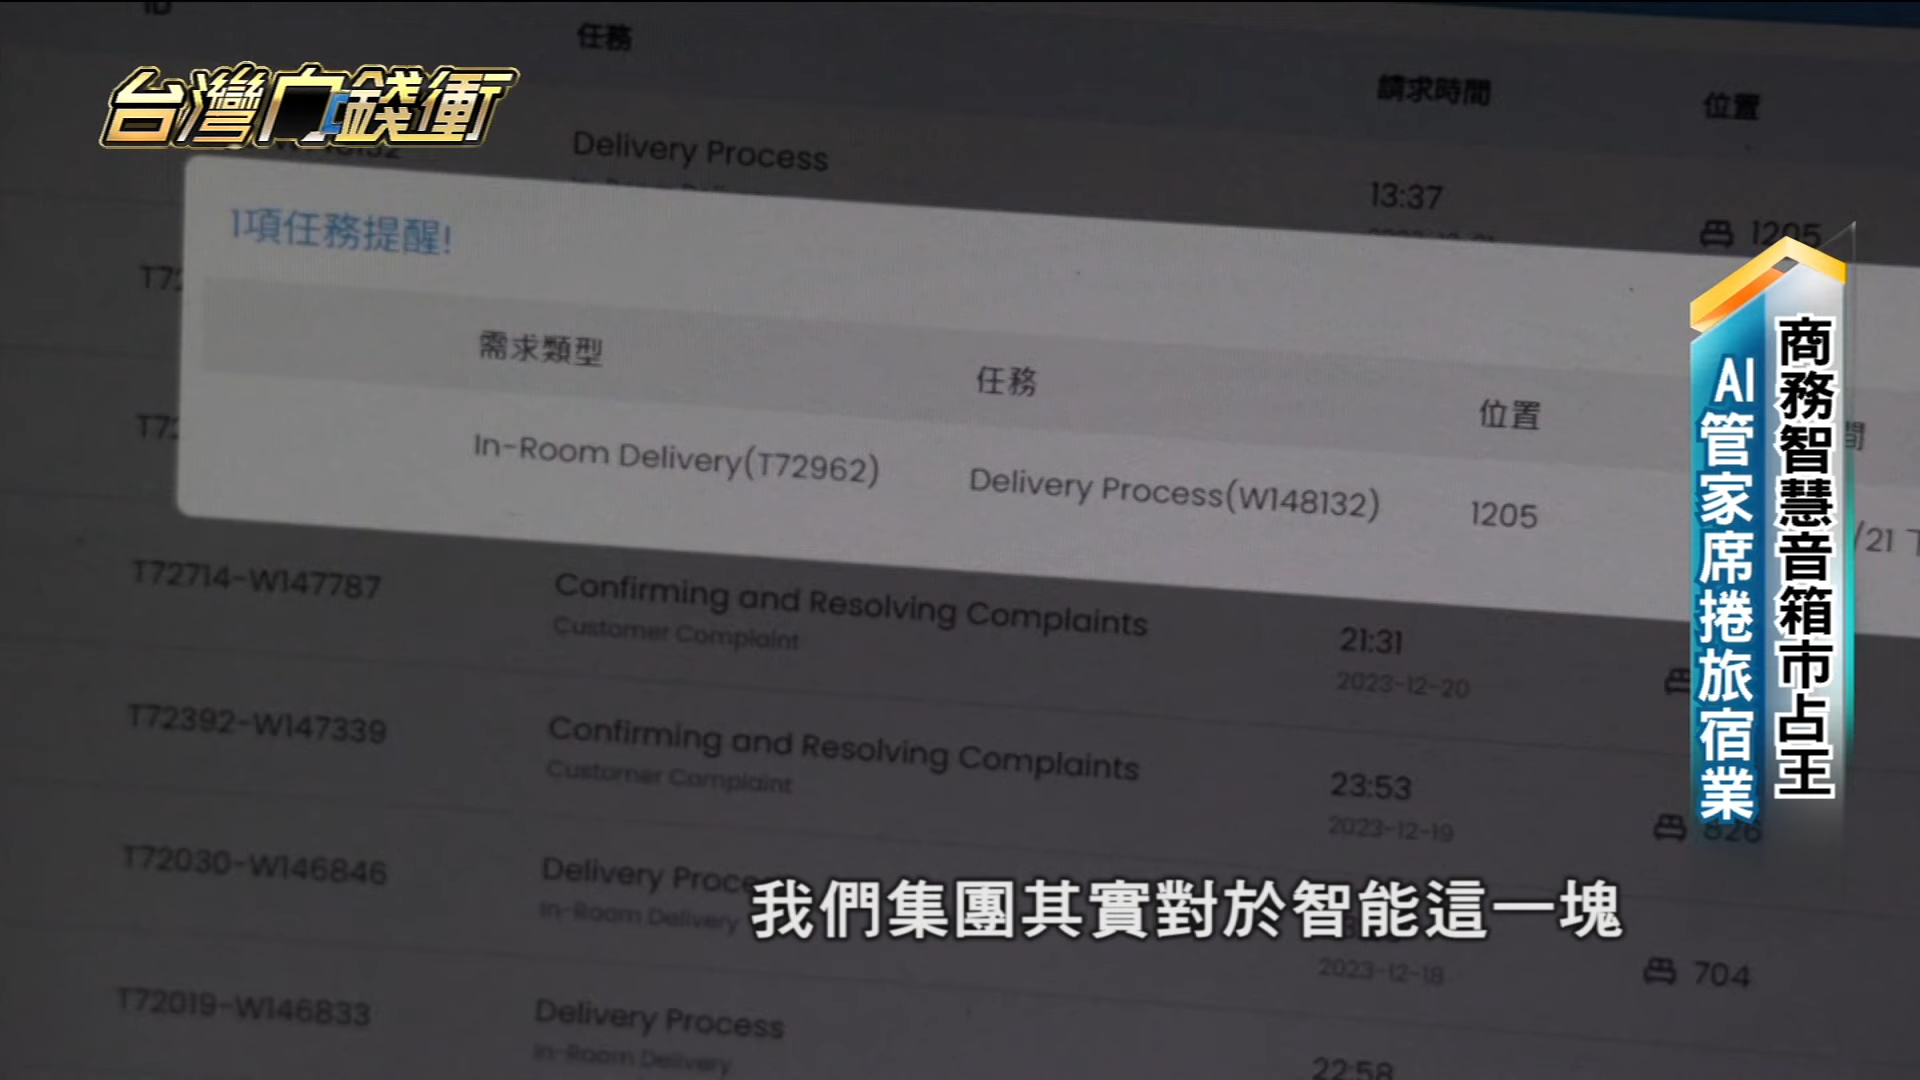 台灣向錢衝
任務
請求時間
位置
Delivery Process
13:37
1205
1項任務提醒!
需求類型
任務
位置
In-Room Delivery(T72962)
Delivery Process(W148132)
1205
/21 下
T72714-W147787
Confirming and Resolving Complaints
Customer Complaint
21:31
2023-12-20
T72392-W147339
Confirming and Resolving Complaints
Customer Complaint
23:53
2023-12-19
826
T72030-W146846
Delivery Process
In-Room Delivery
2023-12-18
704
T72019-W146833
Delivery Process
In-Room Delivery
22:58
商務智慧音箱市占王
AI管家席捲旅宿業
我們集團其實對於智能這一塊